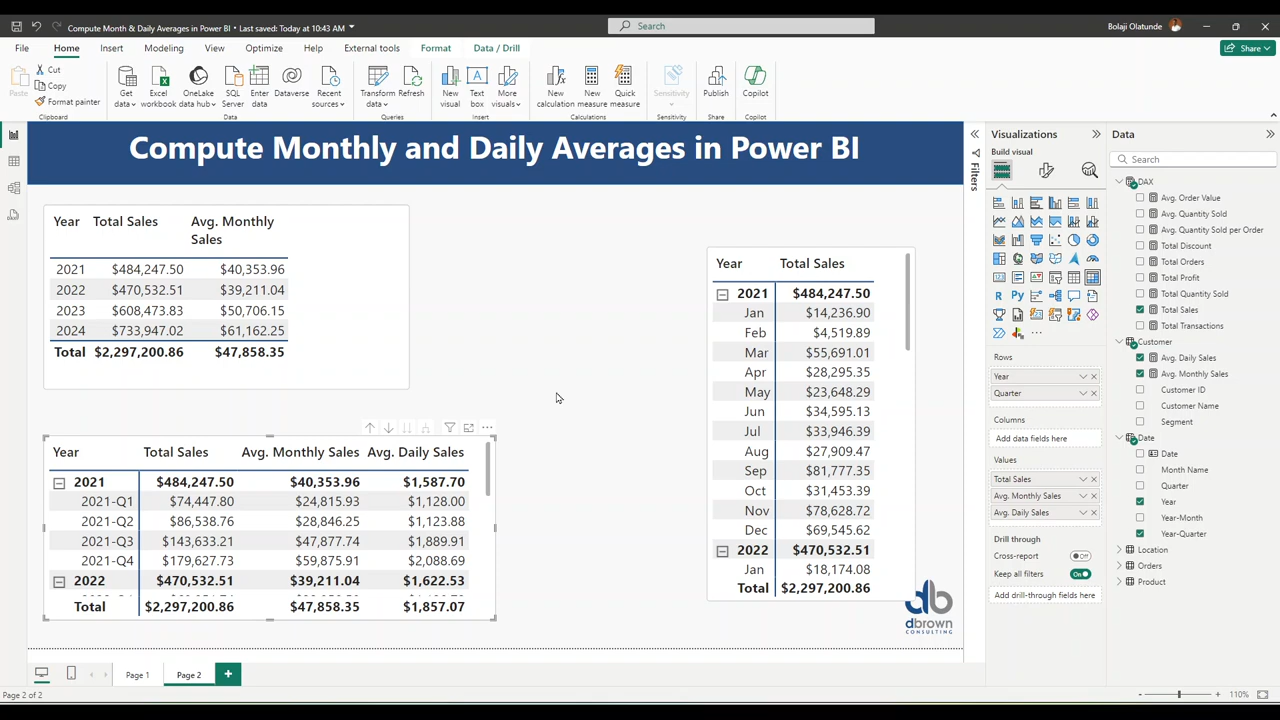 Compute Month & Daily Averages in Power BI • Last saved: Today at 10:43 AM
Search
Bolaji Olatunde
File Home Insert Modeling View Optimize Help External tools Format Data / Drill
Share
Paste
Cut
Copy
Format painter
Get data
Excel workbook
OneLake data hub
SQL Server
Enter data
Dataverse
Recent sources
Transform data
Refresh
New visual
Text box
More visuals
New calculation
New measure
Quick measure
Sensitivity
Publish
Copilot
Clipboard Data Queries Insert Calculations Sensitivity Share Copilot
Compute Monthly and Daily Averages in Power BI
Year Total Sales Avg. Monthly Sales
2021 $484,247.50 $40,353.96
2022 $470,532.51 $39,211.04
2023 $608,473.83 $50,706.15
2024 $733,947.02 $61,162.25
Total $2,297,200.86 $47,858.35
Year Total Sales Avg. Monthly Sales Avg. Daily Sales
2021 $484,247.50 $40,353.96 $1,587.70
2021-Q1 $74,447.80 $24,815.93 $1,128.00
2021-Q2 $86,538.76 $28,846.25 $1,123.88
2021-Q3 $143,633.21 $47,877.74 $1,889.91
2021-Q4 $179,627.73 $59,875.91 $2,088.69
2022 $470,532.51 $39,211.04 $1,622.53
Total $2,297,200.86 $47,858.35 $1,857.07
Year Total Sales
2021 $484,247.50
Jan $14,236.90
Feb $4,519.89
Mar $55,691.01
Apr $28,295.35
May $23,648.29
Jun $34,595.13
Jul $33,946.39
Aug $27,909.47
Sep $81,777.35
Oct $31,453.39
Nov $78,628.72
Dec $69,545.62
2022 $470,532.51
Jan $18,174.08
Total $2,297,200.86
db
dbrown
CONSULTING
Filters
Visualizations
Build visual
R Py
Rows
Year
Quarter
Columns
Add data fields here
Values
Total Sales
Avg. Monthly Sales
Avg. Daily Sales
Drill through
Cross-report Off
Keep all filters On
Add drill-through fields here
Data
Search
DAX
Avg. Order Value
Avg. Quantity Sold
Avg. Quantity Sold per Order
Total Discount
Total Orders
Total Profit
Total Quantity Sold
Total Sales
Total Transactions
Customer
Avg. Daily Sales
Avg. Monthly Sales
Customer ID
Customer Name
Segment
Date
Date
Month Name
Quarter
Year
Year-Month
Year-Quarter
Location
Orders
Product
Page 1 Page 2
Page 2 of 2
110%